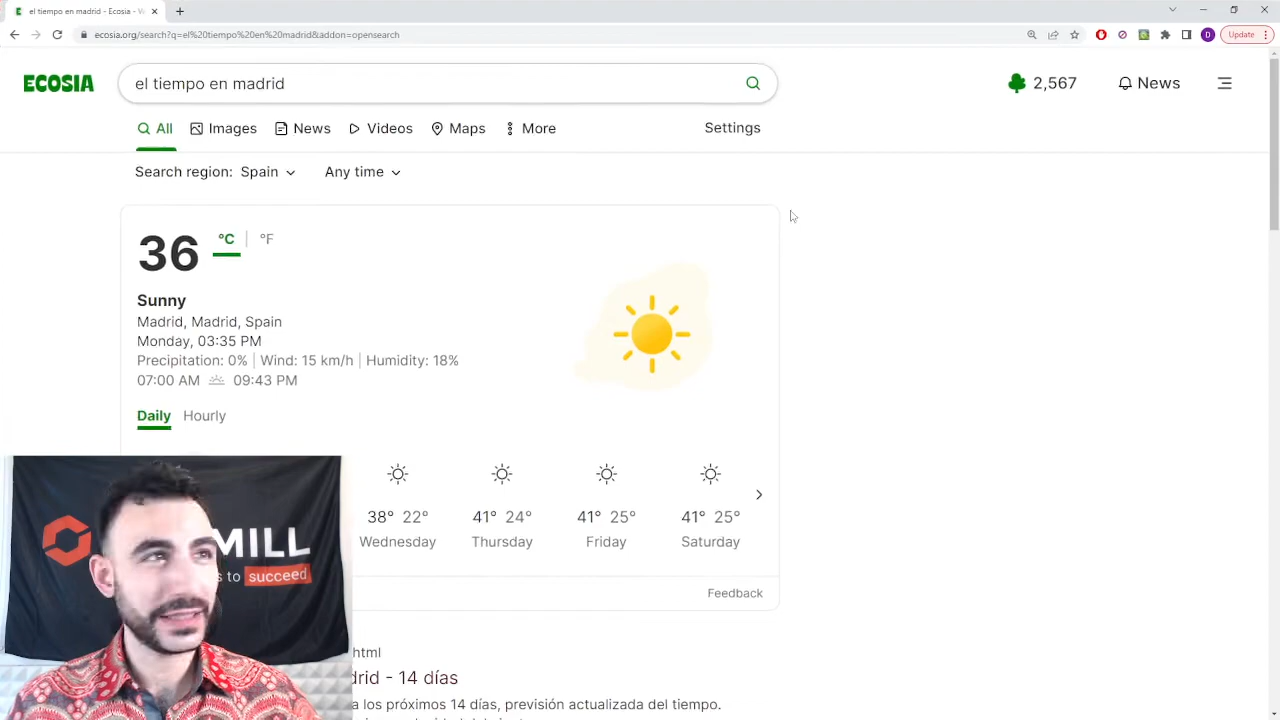 el tiempo en madrid - Ecosia - W
ecosia.org/search?q=el%20tiempo%20en%20madrid&addon=opensearch
D
Update
ECOSIA
el tiempo en madrid
2,567
News
All
Images
News
Videos
Maps
More
Settings
Search region: Spain
Any time
36 °C | °F
Sunny
Madrid, Madrid, Spain
Monday, 03:35 PM
Precipitation: 0% | Wind: 15 km/h | Humidity: 18%
07:00 AM 09:43 PM
Daily Hourly
38° 22° 41° 24° 41° 25° 41° 25°
Wednesday Thursday Friday Saturday
Feedback
MILL
s to succeed
html
drid - 14 días
a los próximos 14 días, previsión actualizada del tiempo.